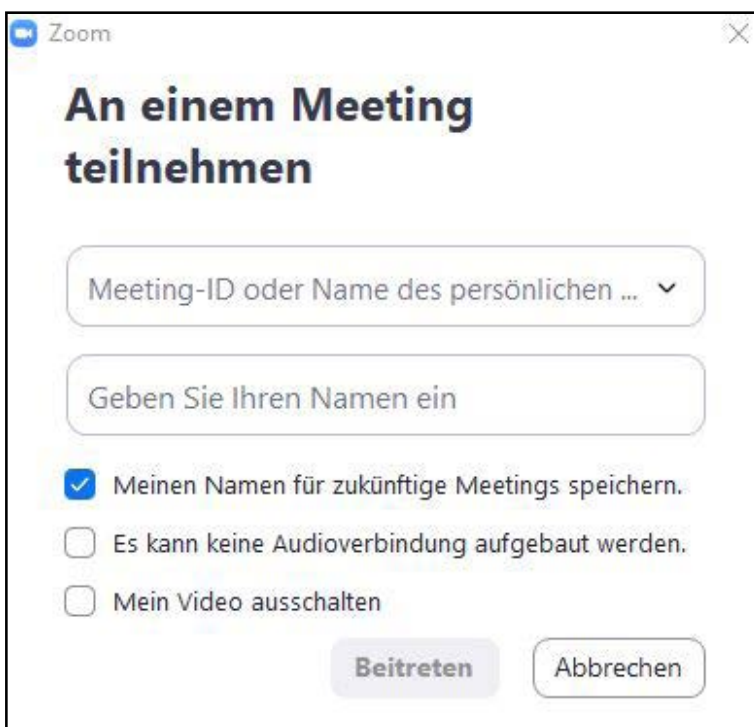 Zoom
An einem Meeting
teilnehmen
Meeting-ID oder Name des persönlichen ...
Geben Sie Ihren Namen ein
Meinen Namen für zukünftige Meetings speichern.
Es kann keine Audioverbindung aufgebaut werden.
Mein Video ausschalten
Beitreten Abbrechen